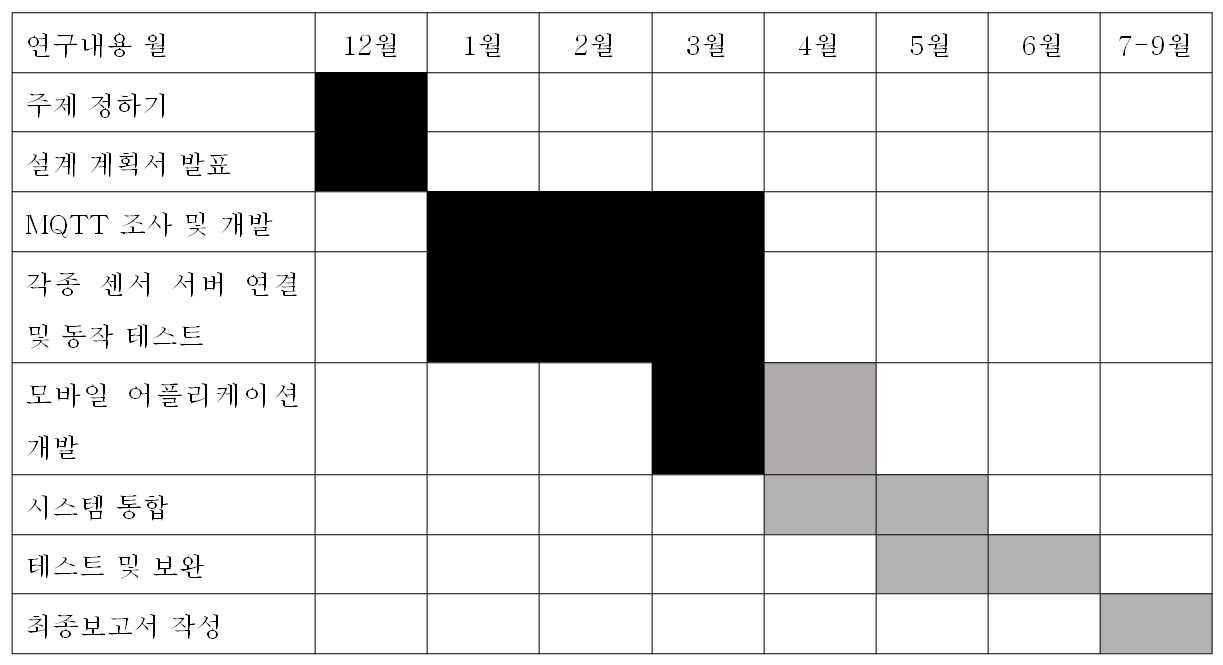 연구내용 월 12월 1월 2월 3월 4월 5월 6월 7-9월
주제 정하기
설계 계획서 발표
MQTT 조사 및 개발
각종 센서 서버 연결
및 동작 테스트
모바일 어플리케이션
개발
시스템 통합
테스트 및 보완
최종보고서 작성